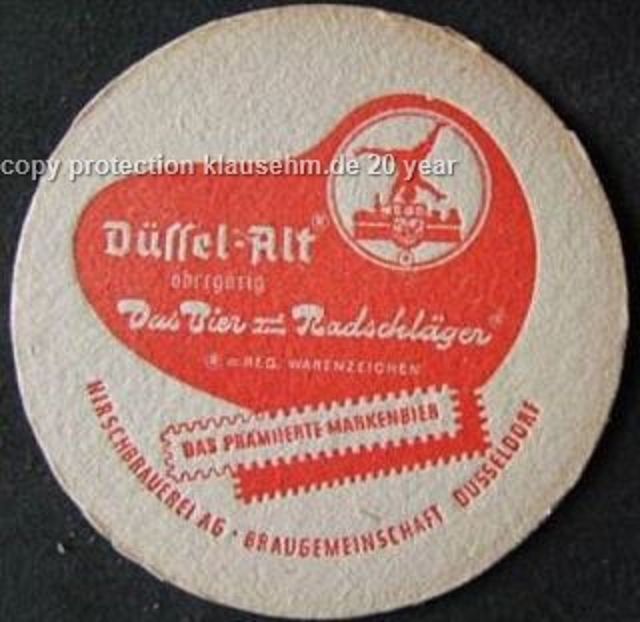 copy protection klausehm.de 20 year
Düssel-Alt®
obergärig
Das Bier mit Radschläger®
® = REG. WARENZEICHEN
DAS PRÄMIIERTE MARKENBIER
HIRSCHBRAUEREI AG · BRAUGEMEINSCHAFT DÜSSELDORF